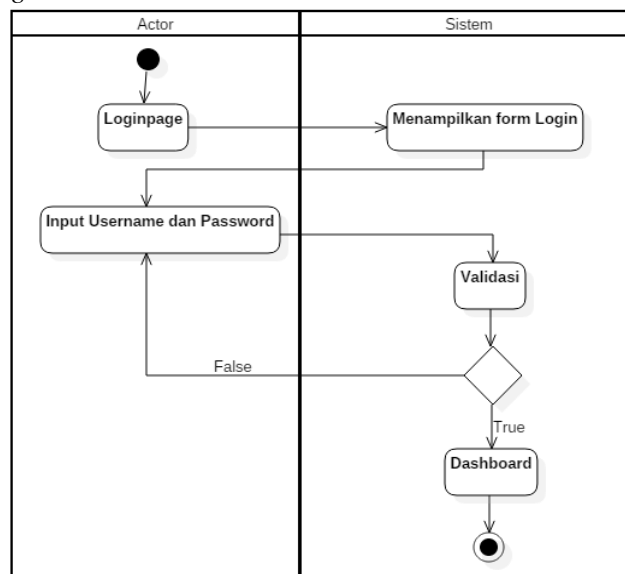 g
Actor
Sistem
Loginpage
Menampilkan form Login
Input Username dan Password
Validasi
False
True
Dashboard